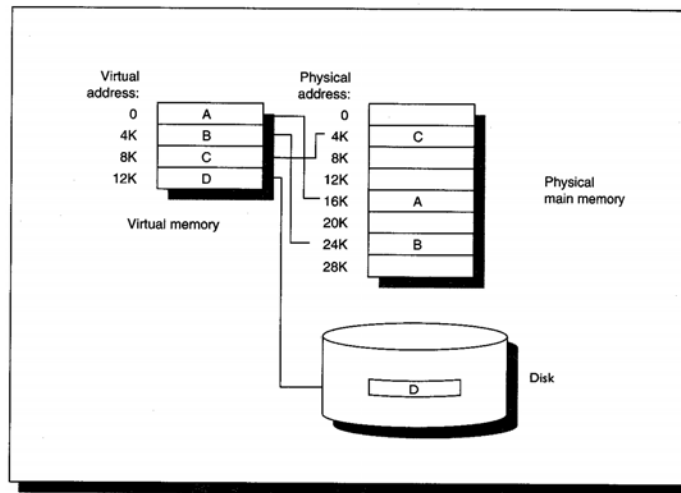 Virtual
address:
0
4K
8K
12K
A
B
C
D
Virtual memory
Physical
address:
0
4K
8K
12K
16K
20K
24K
28K
C
A
B
Physical
main memory
D
Disk